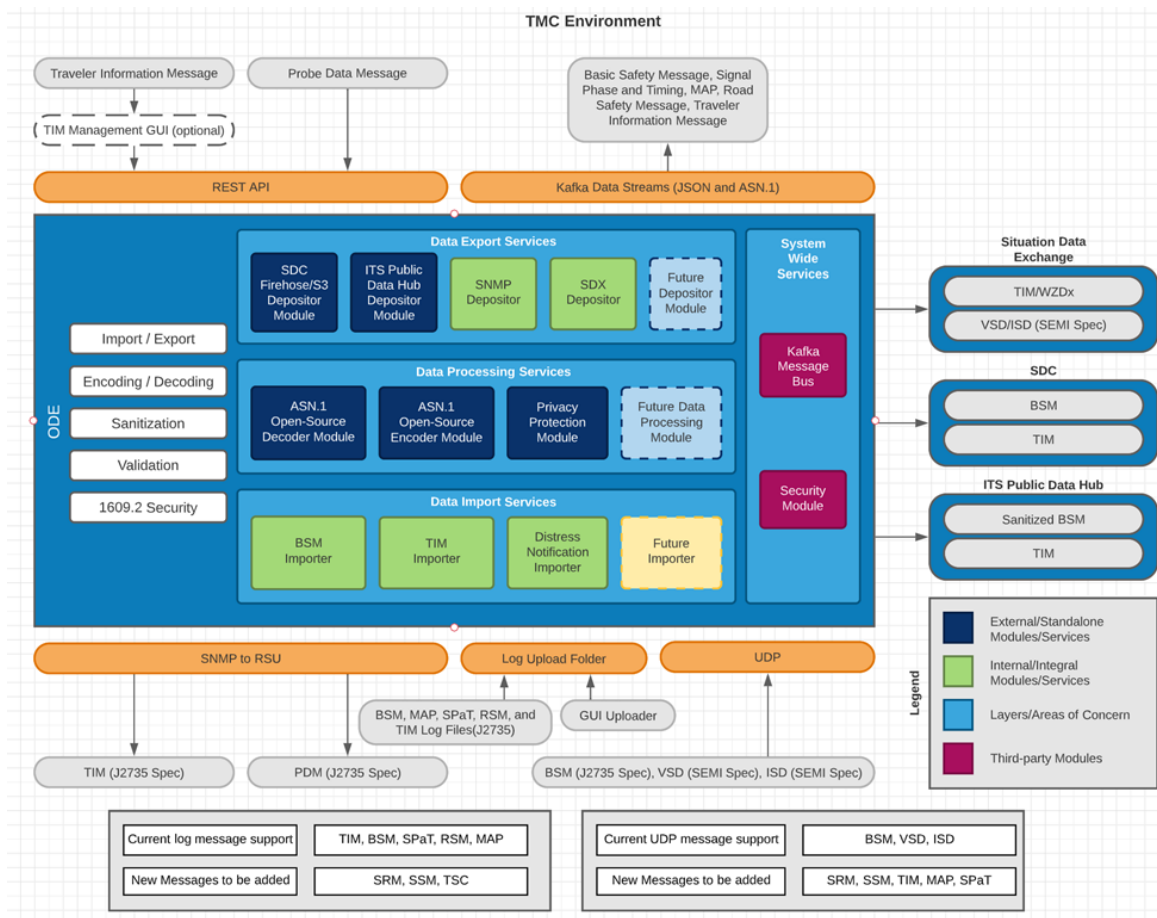 TMC Environment
Traveler Information Message
Probe Data Message
Basic Safety Message, Signal
Phase and Timing, MAP, Road
Safety Message, Traveler
Information Message
TIM Management GUI (optional)
REST API
Kafka Data Streams (JSON and ASN.1)
ODE
Import / Export
Encoding / Decoding
Sanitization
Validation
1609.2 Security
Data Export Services
SDC
Firehose/S3
Depositor
Module
ITS Public
Data Hub
Depositor
Module
SNMP
Depositor
SDX
Depositor
Future
Depositor
Module
Data Processing Services
ASN.1
Open-Source
Decoder Module
ASN.1
Open-Source
Encoder Module
Privacy
Protection
Module
Future Data
Processing
Module
Data Import Services
BSM
Importer
TIM
Importer
Distress
Notification
Importer
Future
Importer
System
Wide
Services
Kafka
Message
Bus
Security
Module
Situation Data
Exchange
TIM/WZDx
VSD/ISD (SEMI Spec)
SDC
BSM
TIM
ITS Public Data Hub
Sanitized BSM
TIM
Legend
External/Standalone
Modules/Services
Internal/Integral
Modules/Services
Layers/Areas of Concern
Third-party Modules
SNMP to RSU
Log Upload Folder
UDP
BSM, MAP, SPaT, RSM, and
TIM Log Files(J2735)
GUI Uploader
TIM (J2735 Spec)
PDM (J2735 Spec)
BSM (J2735 Spec), VSD (SEMI Spec), ISD (SEMI Spec)
Current log message support
TIM, BSM, SPaT, RSM, MAP
New Messages to be added
SRM, SSM, TSC
Current UDP message support
BSM, VSD, ISD
New Messages to be added
SRM, SSM, TIM, MAP, SPaT